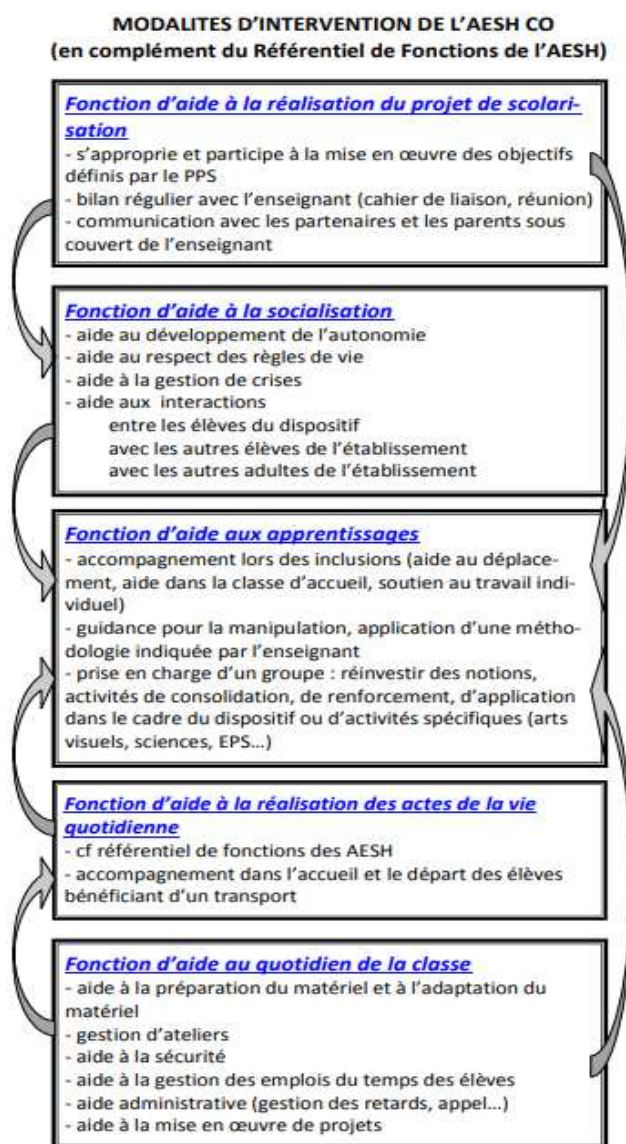 MODALITES D'INTERVENTION DE L'AESH CO
(en complément du Référentiel de Fonctions de l'AESH)
Fonction d'aide à la réalisation du projet de scolari-
sation
- s'approprie et participe à la mise en œuvre des objectifs
définis par le PPS
- bilan régulier avec l'enseignant (cahier de liaison, réunion)
- communication avec les partenaires et les parents sous
couvert de l'enseignant
Fonction d'aide à la socialisation
- aide au développement de l'autonomie
- aide au respect des règles de vie
- aide à la gestion de crises
- aide aux interactions
entre les élèves du dispositif
avec les autres élèves de l'établissement
avec les autres adultes de l'établissement
Fonction d'aide aux apprentissages
- accompagnement lors des inclusions (aide au déplace-
ment, aide dans la classe d'accueil, soutien au travail indi-
viduel)
- guidance pour la manipulation, application d'une métho-
dologie indiquée par l'enseignant
- prise en charge d'un groupe : réinvestir des notions,
activités de consolidation, de renforcement, d'application
dans le cadre du dispositif ou d'activités spécifiques (arts
visuels, sciences, EPS...)
Fonction d'aide à la réalisation des actes de la vie
quotidienne
- cf référentiel de fonctions des AESH
- accompagnement dans l'accueil et le départ des élèves
bénéficiant d'un transport
Fonction d'aide au quotidien de la classe
- aide à la préparation du matériel et à l'adaptation du
matériel
- gestion d'ateliers
- aide à la sécurité
- aide à la gestion des emplois du temps des élèves
- aide administrative (gestion des retards, appel...)
- aide à la mise en œuvre de projets